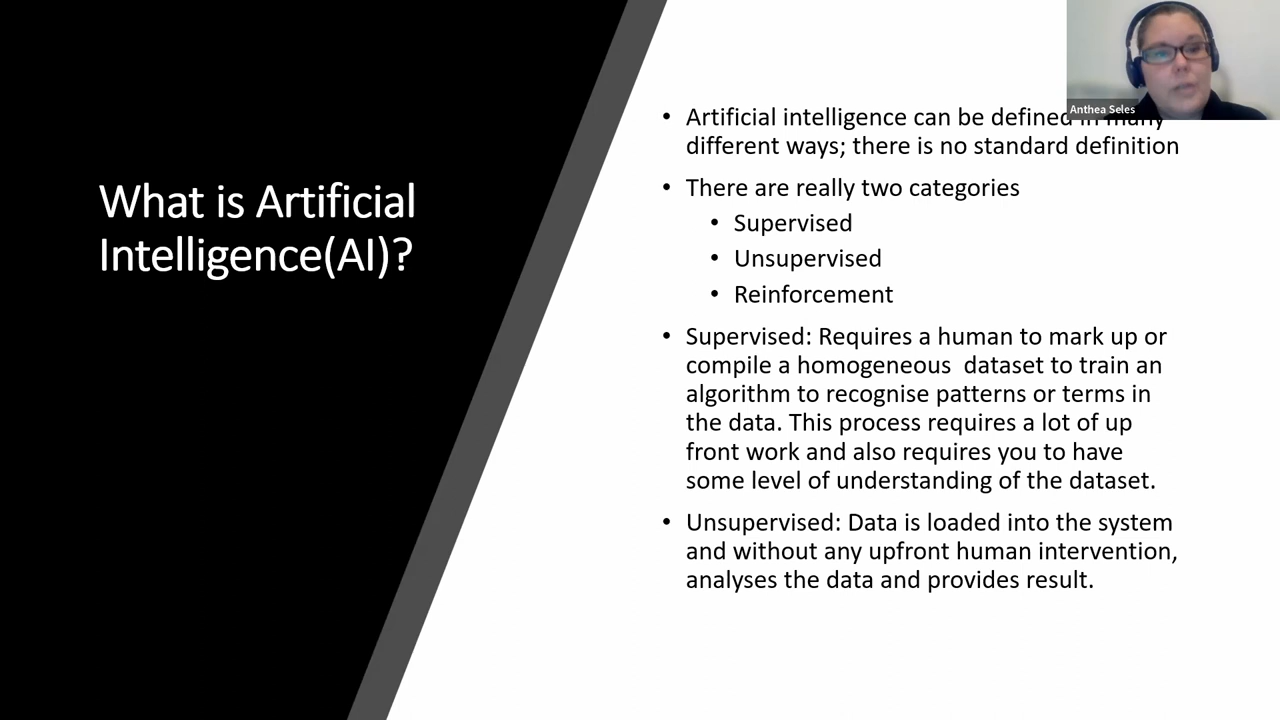 What is Artificial
Intelligence(AI)?
Anthea Seles
• Artificial intelligence can be defined in many
different ways; there is no standard definition
• There are really two categories
• Supervised
• Unsupervised
• Reinforcement
• Supervised: Requires a human to mark up or
compile a homogeneous  dataset to train an
algorithm to recognise patterns or terms in
the data. This process requires a lot of up
front work and also requires you to have
some level of understanding of the dataset.
• Unsupervised: Data is loaded into the system
and without any upfront human intervention,
analyses the data and provides result.